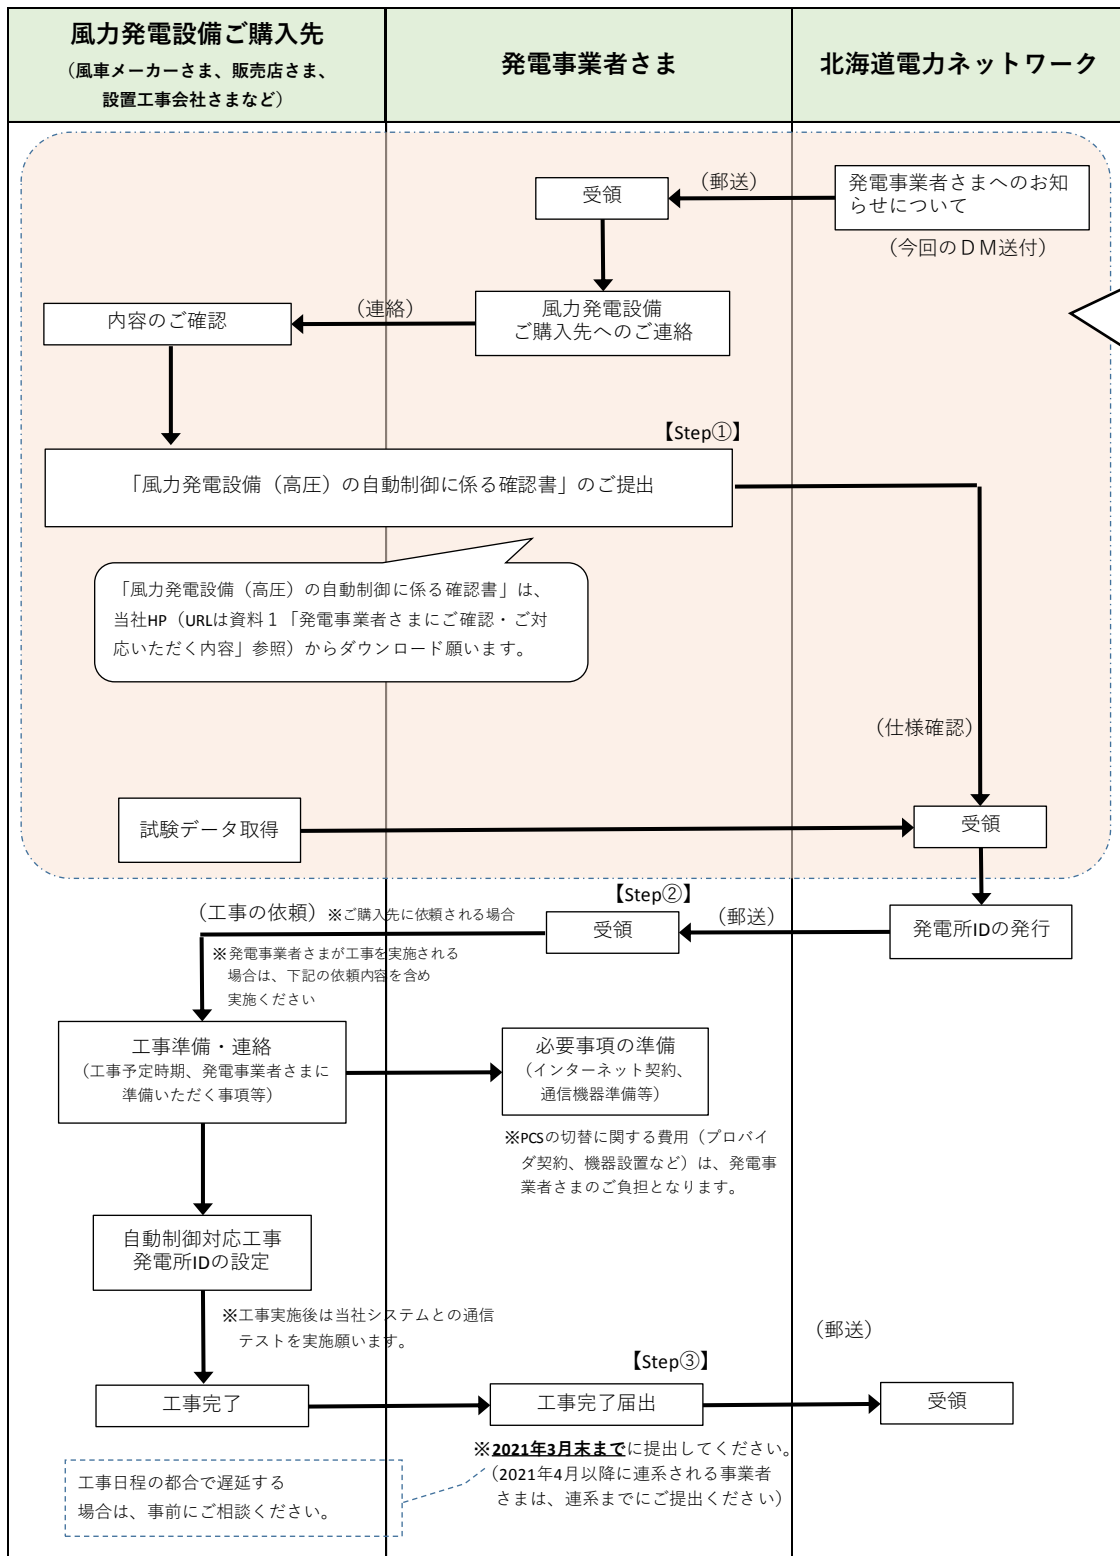 風力発電設備ご購入先
（風車メーカーさま、販売店さま、
設置工事会社さまなど）
発電事業者さま
北海道電力ネットワーク
発電事業者さまへのお知
らせについて
（郵送）
受領
（今回のＤＭ送付）
風力発電設備
ご購入先へのご連絡
（連絡）
内容のご確認
【Step①】
「風力発電設備（高圧）の自動制御に係る確認書」のご提出
「風力発電設備（高圧）の自動制御に係る確認書」は、
当社HP（URLは資料１「発電事業者さまにご確認・ご対
応いただく内容」参照）からダウンロード願います。
（仕様確認）
試験データ取得
受領
【Step②】
発電所IDの発行
（郵送）
受領
（工事の依頼）※ご購入先に依頼される場合
※発電事業者さまが工事を実施される
場合は、下記の依頼内容を含め
実施ください
工事準備・連絡
（工事予定時期、発電事業者さまに
準備いただく事項等）
必要事項の準備
（インターネット契約、
通信機器準備等）
※PCSの切替に関する費用（プロバイ
ダ契約、機器設置など）は、発電事
業者さまのご負担となります。
自動制御対応工事
発電所IDの設定
※工事実施後は当社システムとの通信
テストを実施願います。
（郵送）
【Step③】
工事完了
工事完了届出
受領
※2021年3月末までに提出してください。
（2021年4月以降に連系される事業者
さまは、連系までにご提出ください）
工事日程の都合で遅延する
場合は、事前にご相談ください。